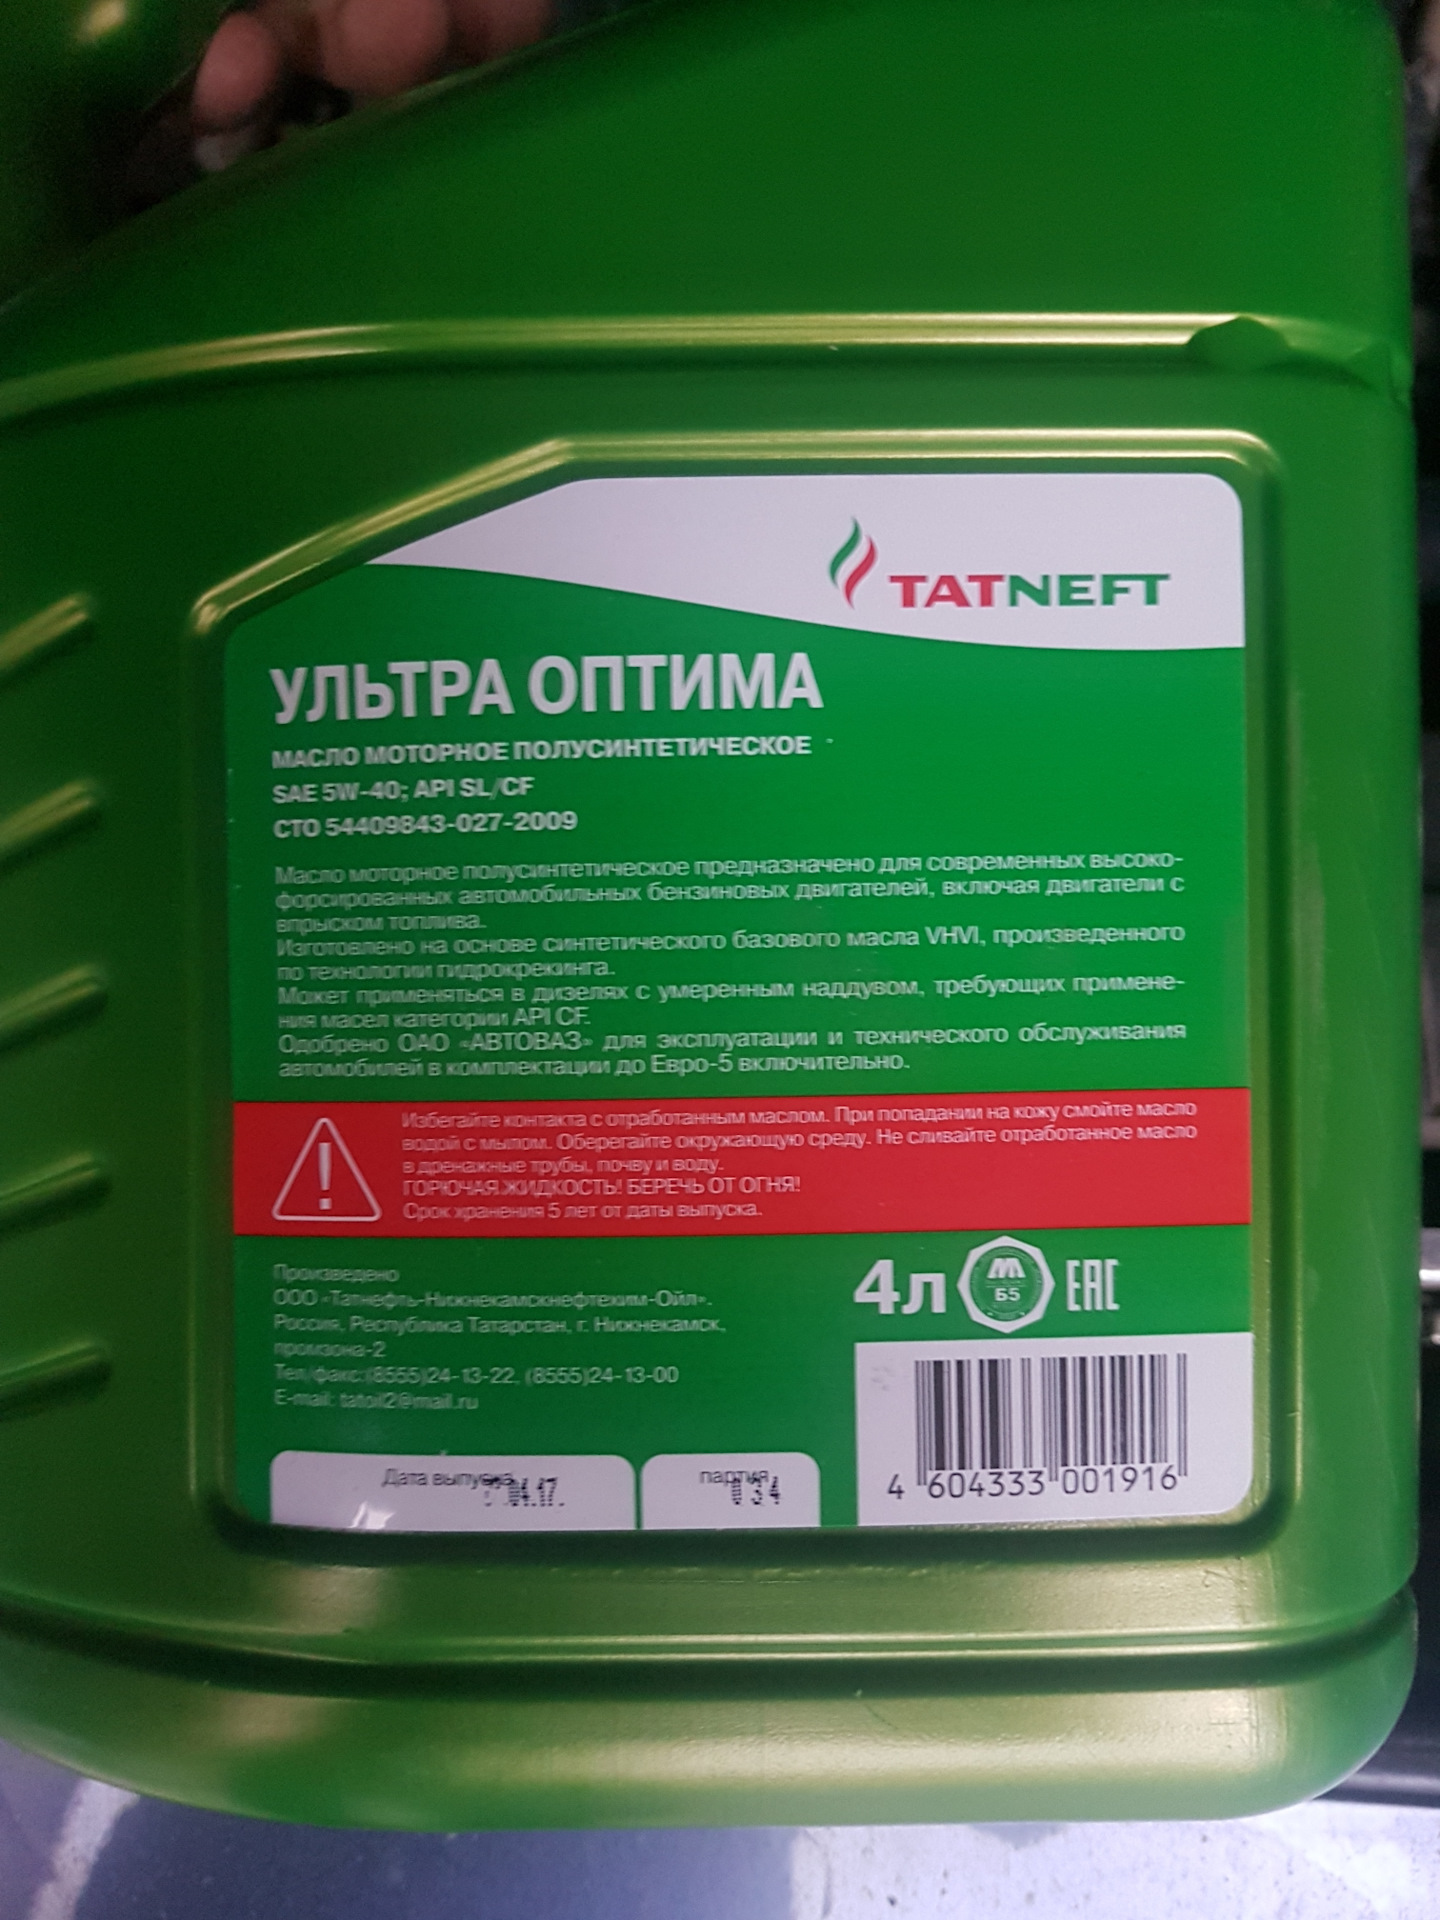 TATNEFT
УЛЬТРА ОПТИМА
МАСЛО МОТОРНОЕ ПОЛУСИНТЕТИЧЕСКОЕ
SAE 5W-40; API SL/CF
СТО 54409843-027-2009
Масло моторное полусинтетическое предназначено для современных высоко-
форсированных автомобильных бензиновых двигателей, включая двигатели с
впрыском топлива.
Изготовлено на основе синтетического базового масла VHVI, произведенного
по технологии гидрокрекинга.
Может применяться в дизелях с умеренным наддувом, требующих примене-
ния масел категории API CF.
Одобрено ОАО «АВТОВАЗ» для эксплуатации и технического обслуживания
автомобилей в комплектации до Евро-5 включительно.
Избегайте контакта с отработанным маслом. При попадании на кожу смойте масло
водой с мылом. Оберегайте окружающую среду. Не сливайте отработанное масло
в дренажные трубы, почву и воду.
ГОРЮЧАЯ ЖИДКОСТЬ! БЕРЕЧЬ ОТ ОГНЯ!
Срок хранения 5 лет от даты выпуска.
Произведено
ООО «Татнефть-Нижнекамскнефтехим-Ойл».
Россия, Республика Татарстан, г. Нижнекамск,
промзона-2
Тел/факс:(8555)24-13-22, (8555)24-13-00
E-mail: tatoil2@mail.ru
4л
Б5
ЕАС
Дата выпуска
04.17.
партия
034
4 604333 001916